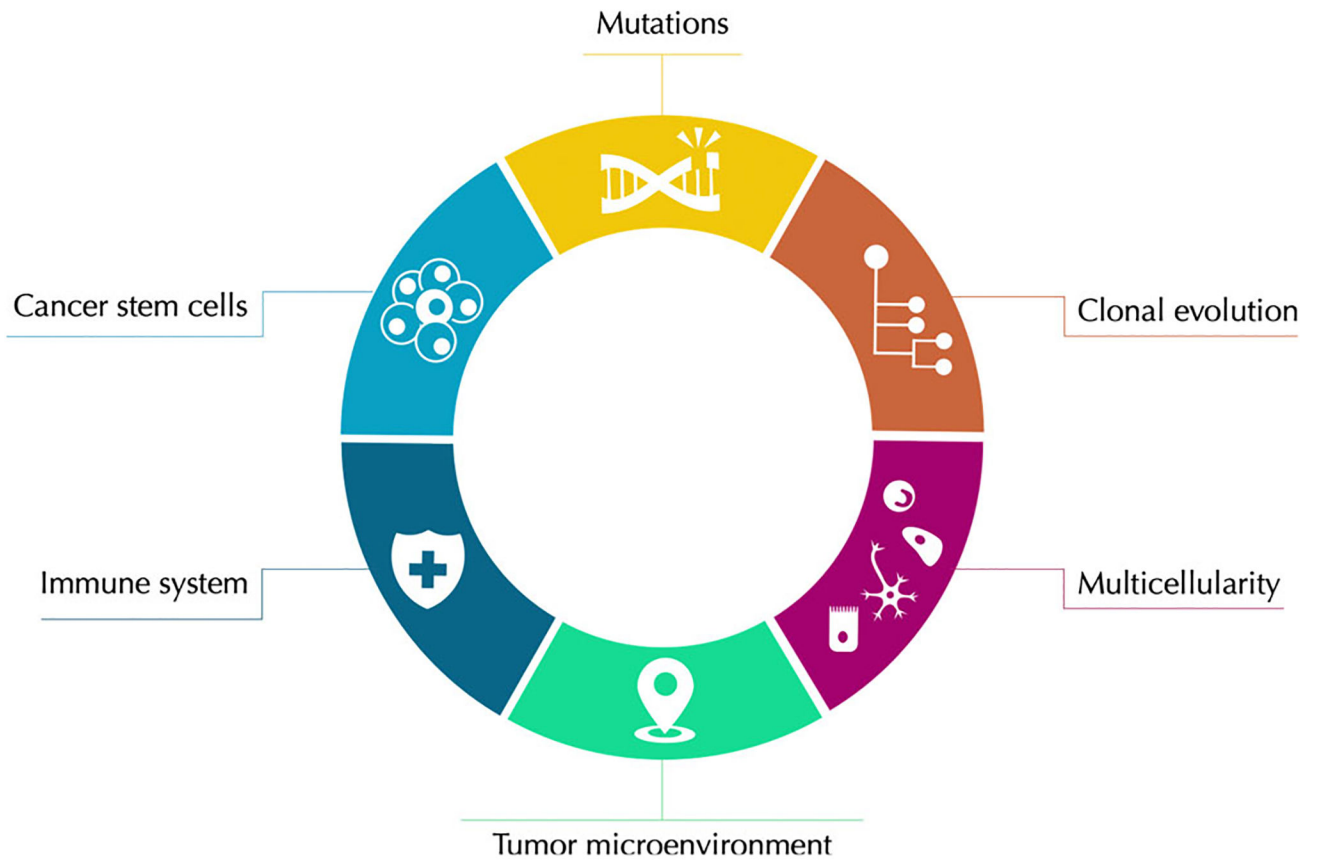 Mutations
Cancer stem cells
Clonal evolution
Immune system
Multicellularity
Tumor microenvironment